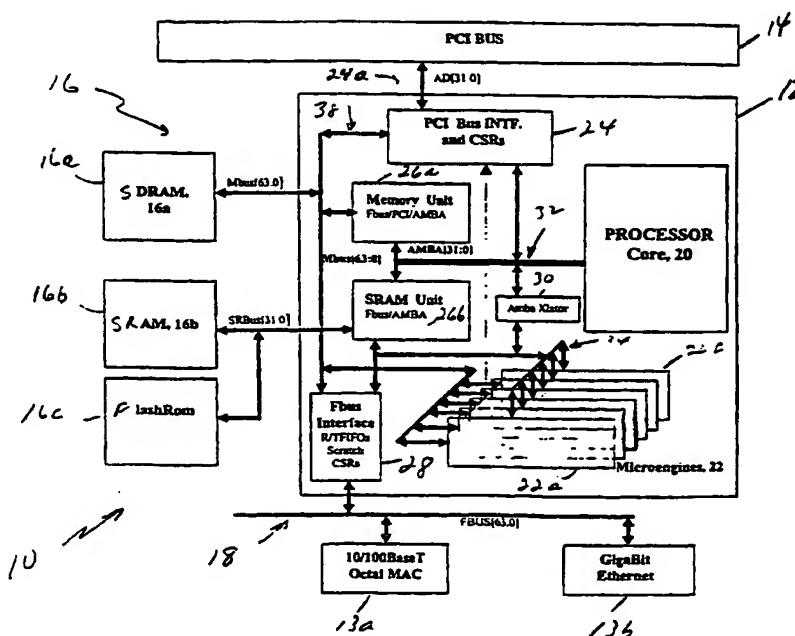 PCI BUS
14
24a
AD[31:0]
16
12
38
PCI Bus INTF.
and CSRs
24
16a
SDRAM,
16a
Mbus[63:0]
26a
Memory Unit
Fbus/PCI/AMBA
32
PROCESSOR
Core, 20
AMBA[31:0]
Mbus[63:0]
30
Amba Xlator
16b
SRAM, 16b
SRBus[31:0]
SRAM Unit
Fbus/AMBA
26b
16c
FlashRom
Fbus
Interface
R/TFIFOs
Scratch
CSRs
28
Microengines, 22
22a
10
18
FBUS[63:0]
10/100BaseT
Octal MAC
GigaBit
Ethernet
13a
13b